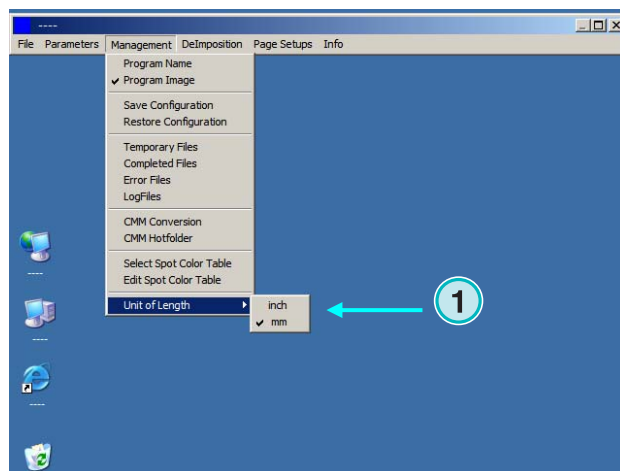 ----
File Parameters Management DeImposition Page Setups Info
Program Name
Program Image
Save Configuration
Restore Configuration
Temporary Files
Completed Files
Error Files
LogFiles
CMM Conversion
CMM Hotfolder
Select Spot Color Table
Edit Spot Color Table
Unit of Length
inch
mm
1
----
----
----